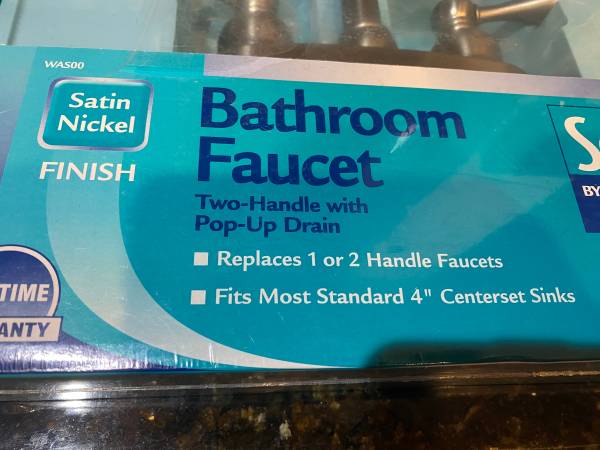 WAS00
Satin
Nickel
FINISH
Bathroom
Faucet
Two-Handle with
Pop-Up Drain
■ Replaces 1 or 2 Handle Faucets
■ Fits Most Standard 4" Centerset Sinks
BY
TIME
ANTY